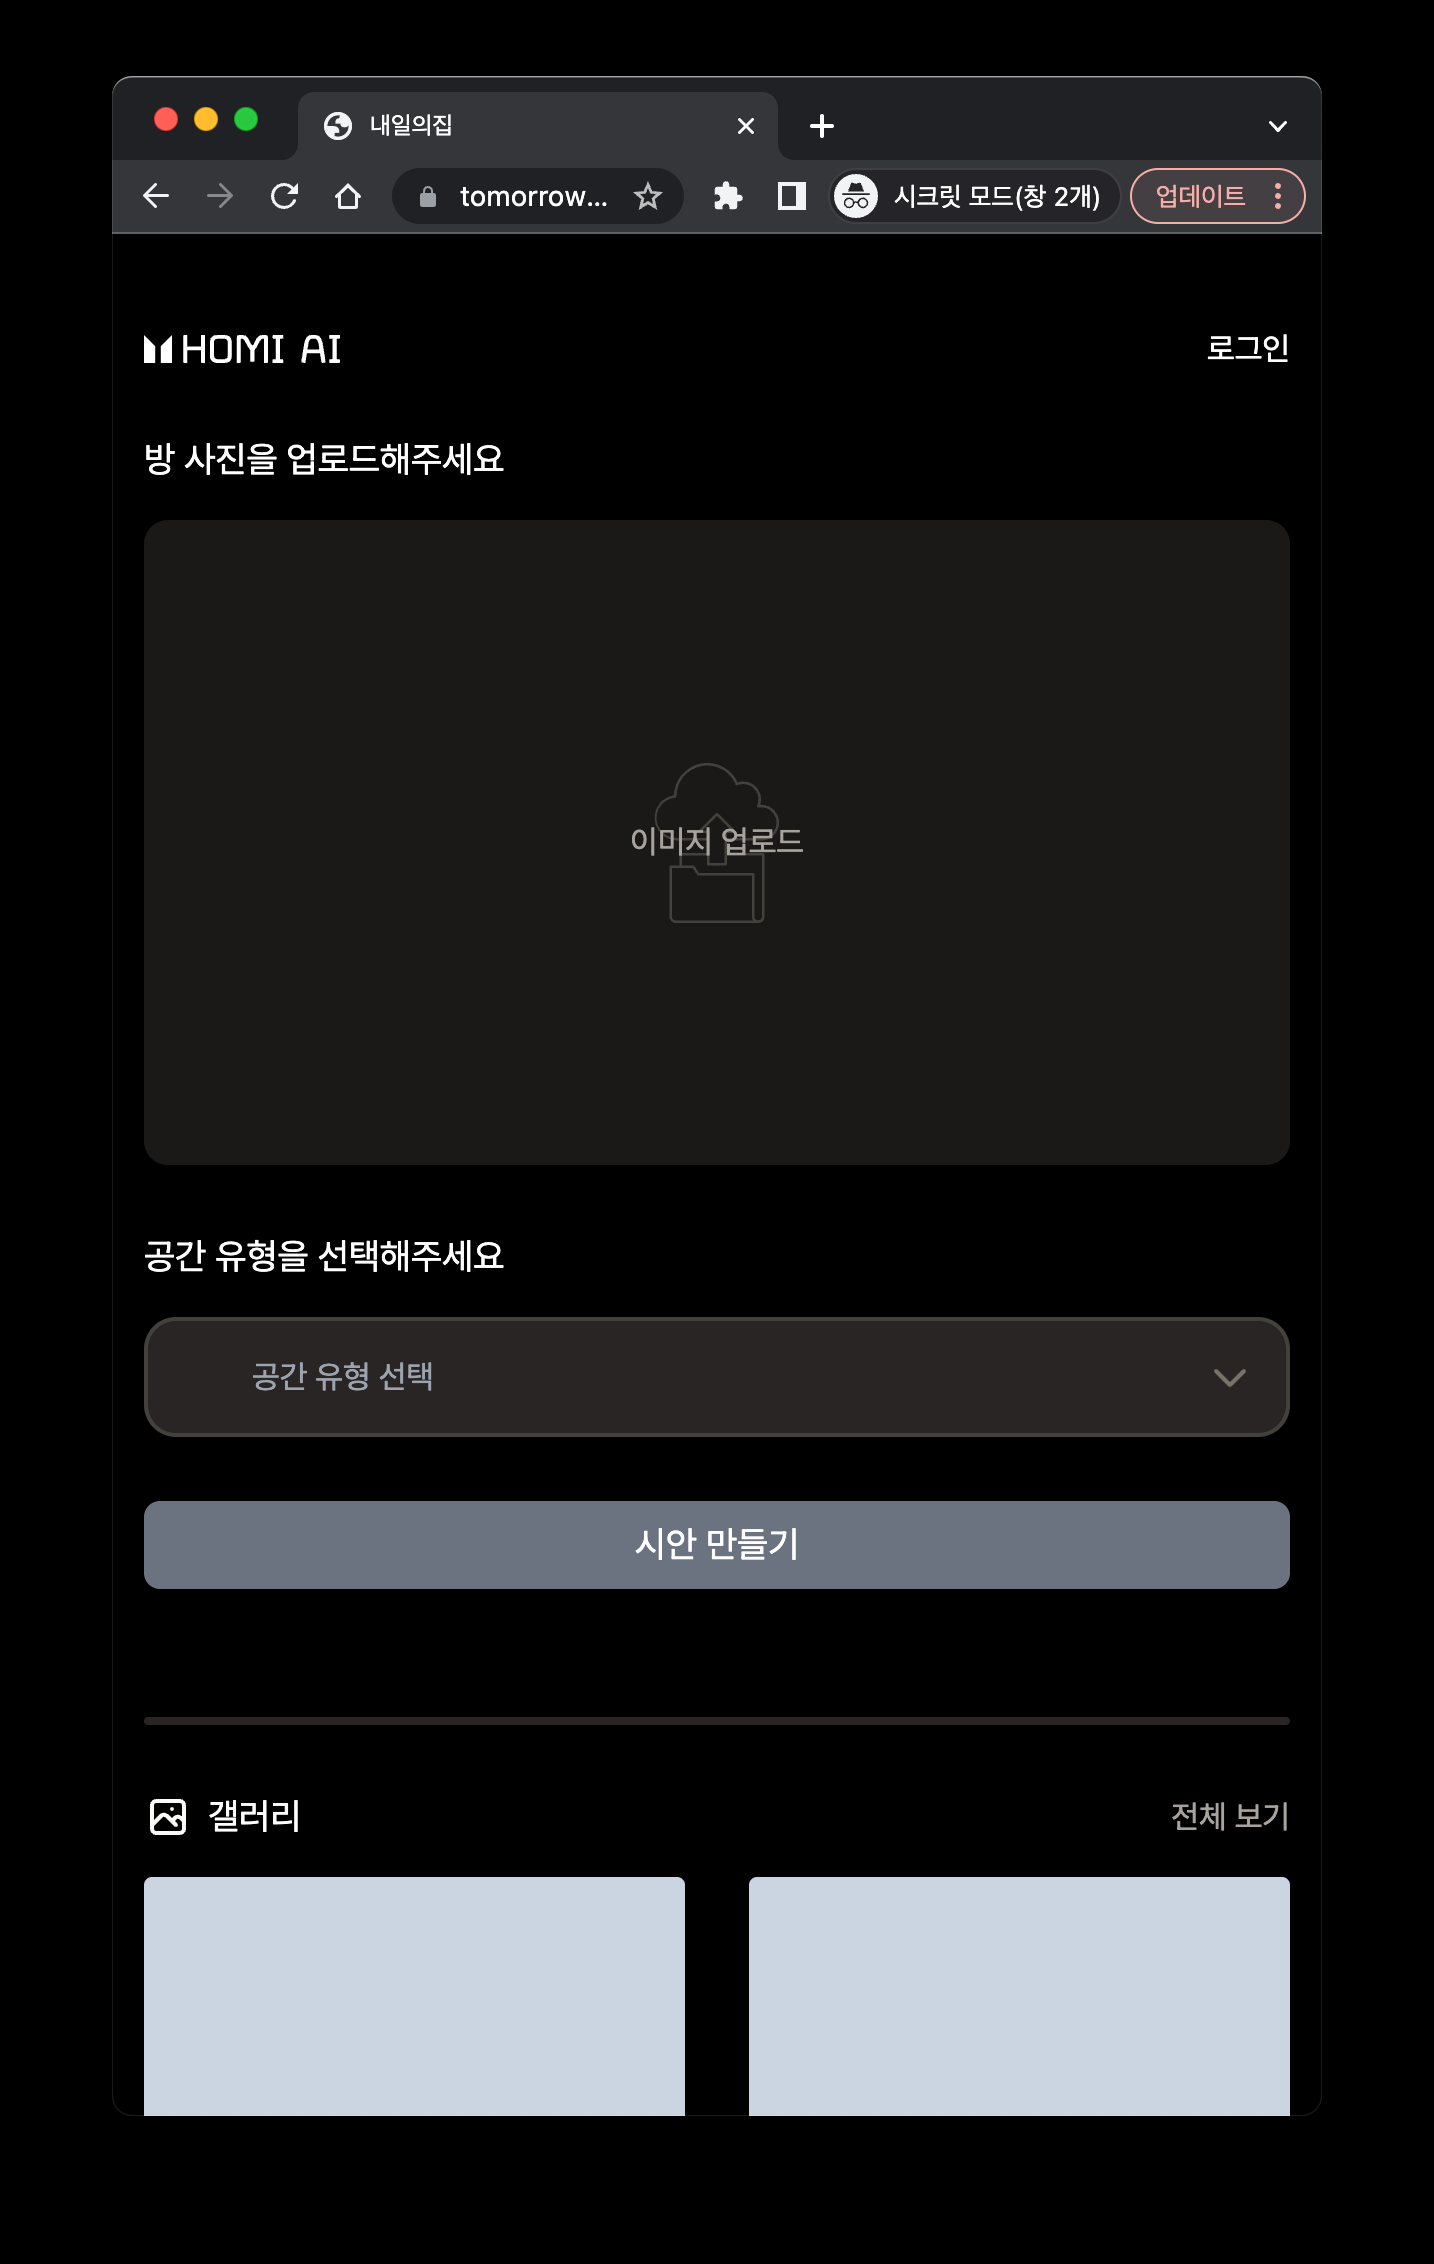 내일의집
tomorrow...
시크릿 모드(창 2개)
업데이트
HOMI AI
로그인
방 사진을 업로드해주세요
이미지 업로드
공간 유형을 선택해주세요
공간 유형 선택
시안 만들기
갤러리
전체 보기